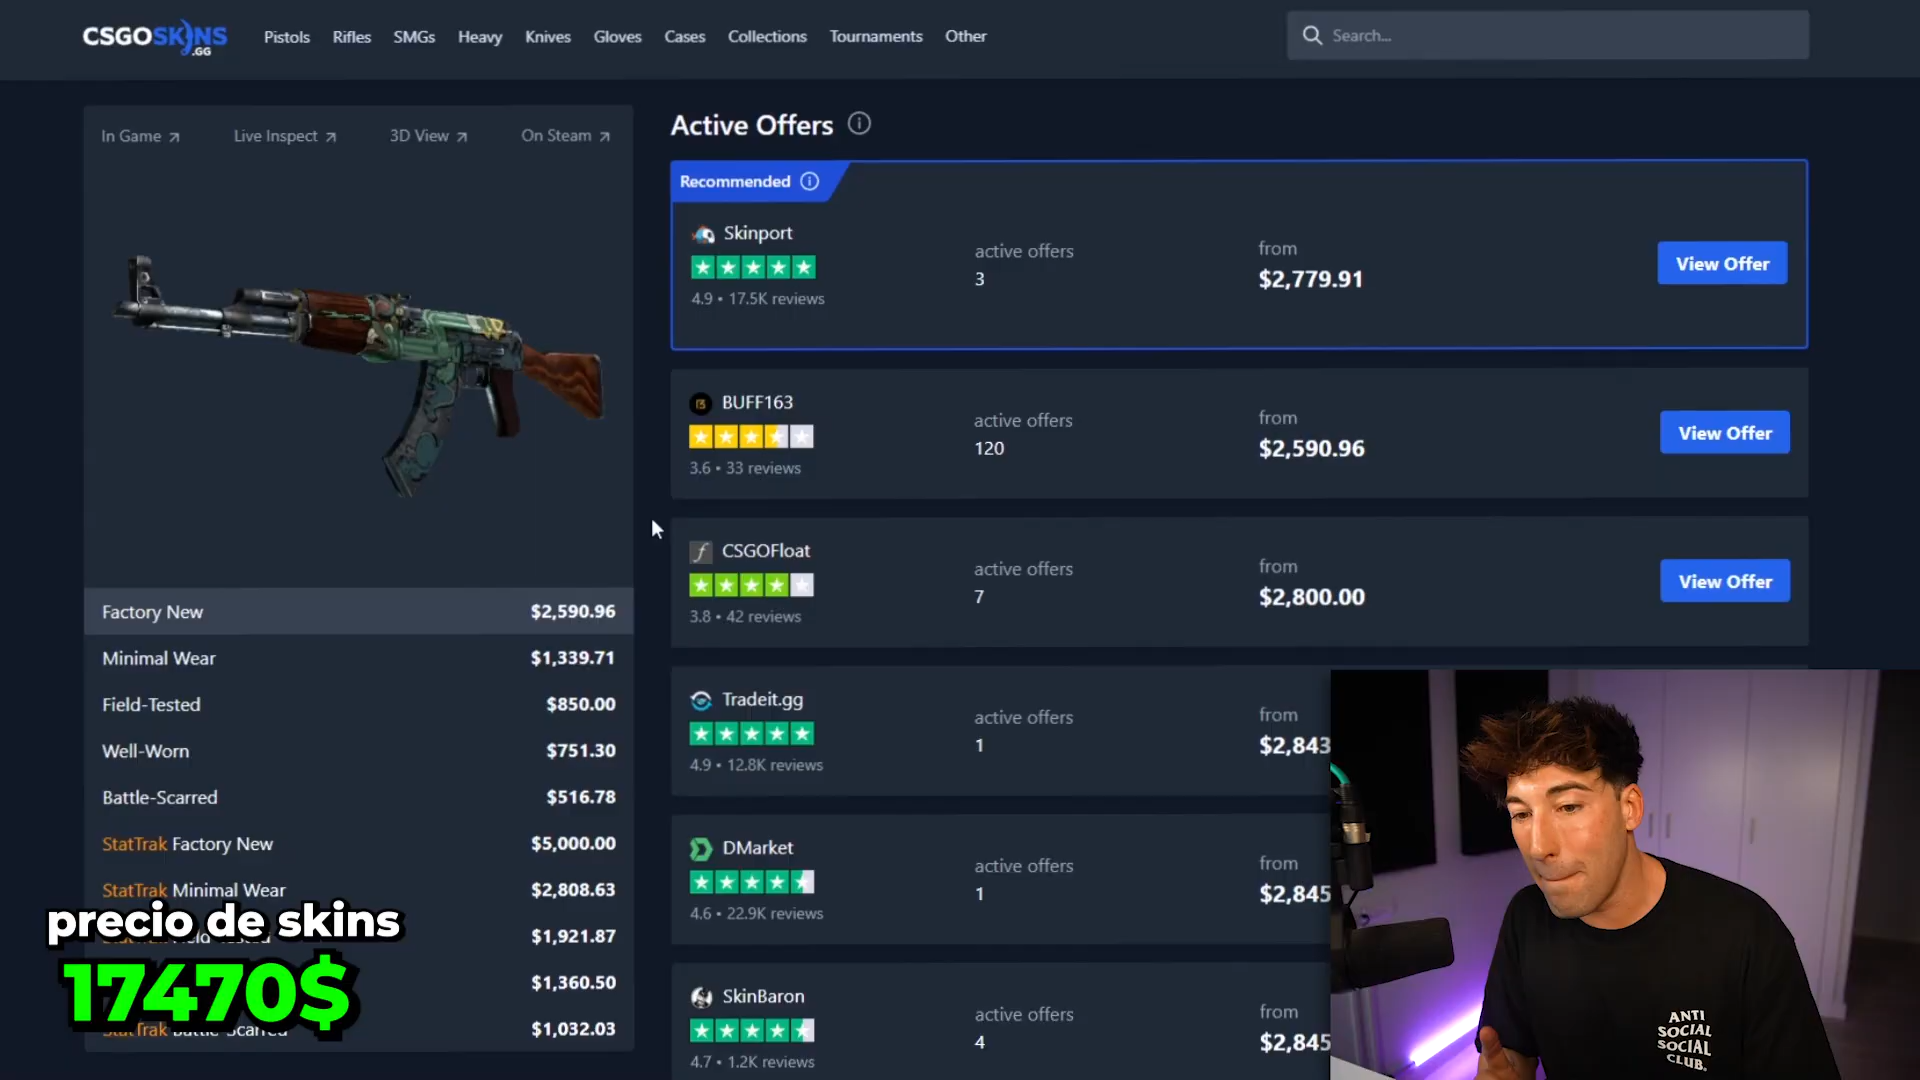 CSGOSKINS
.GG
Pistols Rifles SMGs Heavy Knives Gloves Cases Collections Tournaments Other
Search...
In Game Live Inspect 3D View On Steam
Factory New $2,590.96
Minimal Wear $1,339.71
Field-Tested $850.00
Well-Worn $751.30
Battle-Scarred $516.78
StatTrak Factory New $5,000.00
StatTrak Minimal Wear $2,808.63
$1,921.87
$1,360.50
StatTrak Battle-Scarred $1,032.03
precio de skins
17470$
Active Offers
Recommended
Skinport
4.9 • 17.5K reviews
active offers
3
from
$2,779.91
View Offer
BUFF163
3.6 • 33 reviews
active offers
120
from
$2,590.96
View Offer
CSGOFloat
3.8 • 42 reviews
active offers
7
from
$2,800.00
View Offer
Tradeit.gg
4.9 • 12.8K reviews
active offers
1
from
$2,843
DMarket
4.6 • 22.9K reviews
active offers
1
from
$2,845
SkinBaron
4.7 • 1.2K reviews
active offers
4
from
$2,845
ANTI
SOCIAL
SOCIAL
CLUB.